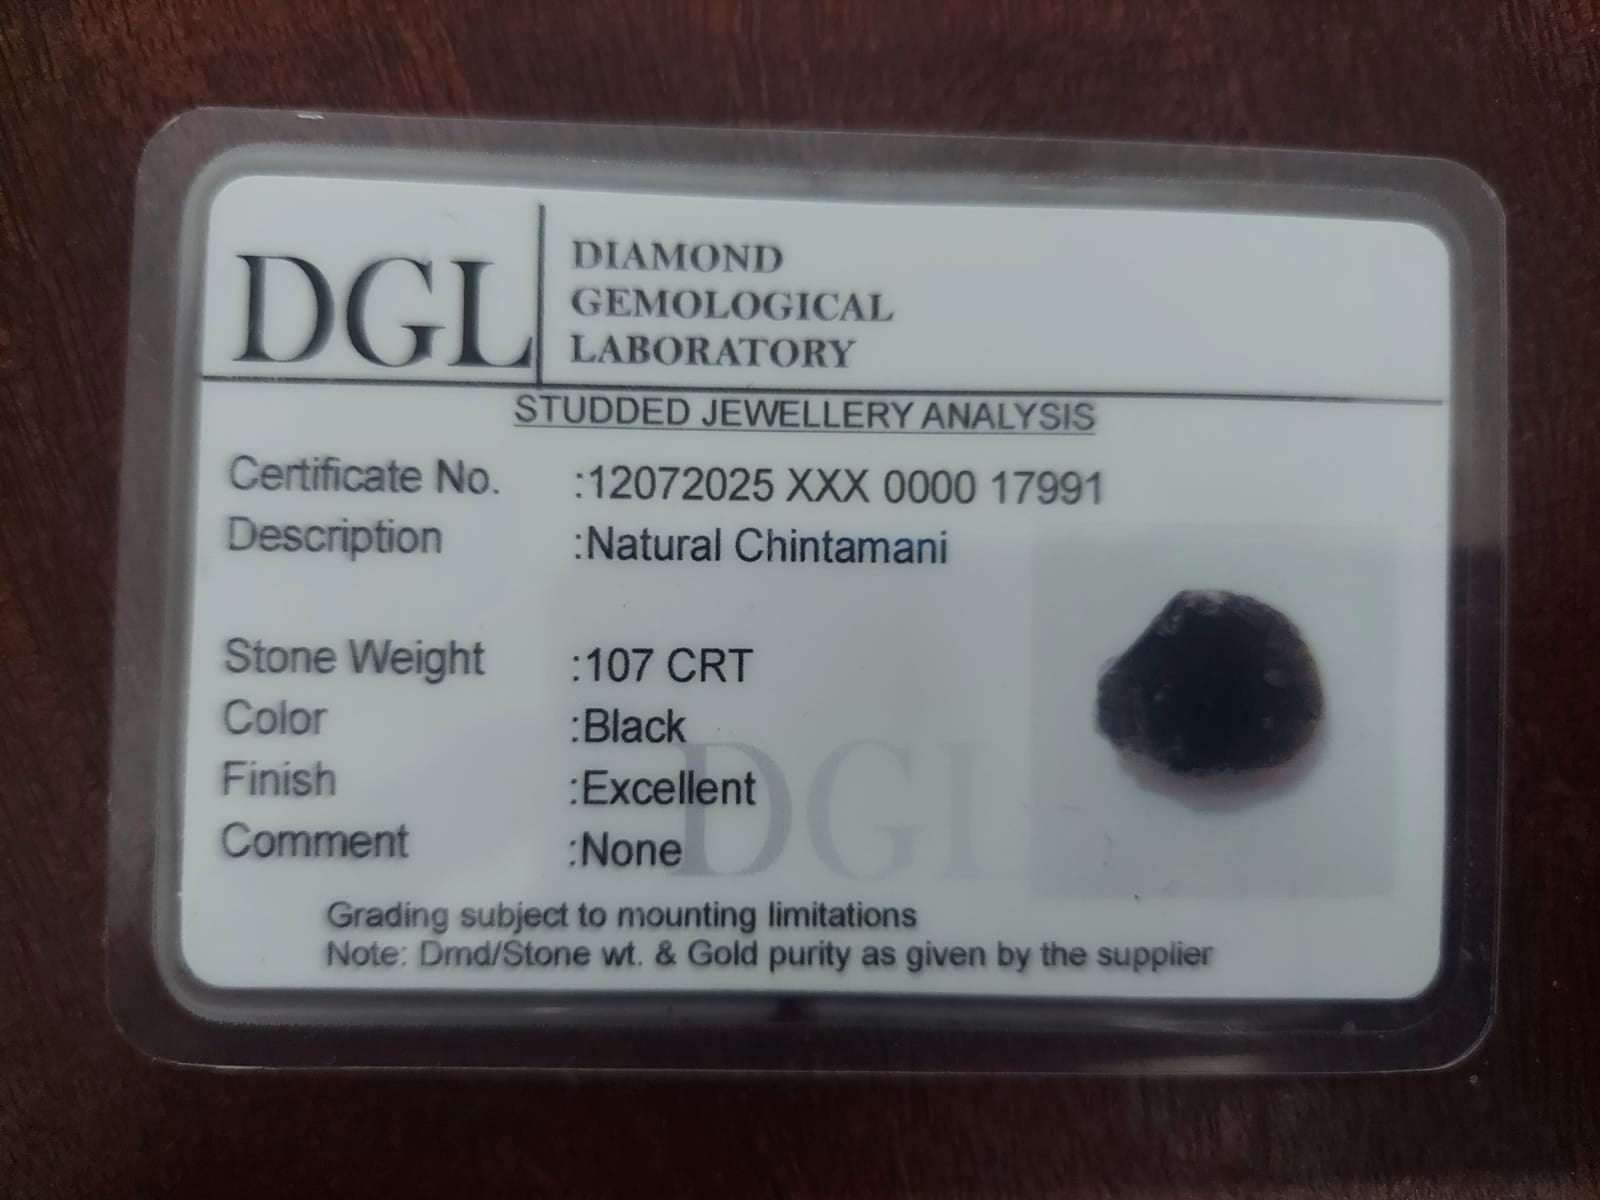 DGL
DIAMOND
GEMOLOGICAL
LABORATORY
STUDDED JEWELLERY ANALYSIS
Certificate No. :12072025 XXX 0000 17991
Description :Natural Chintamani
Stone Weight :107 CRT
Color :Black
Finish :Excellent
Comment :None
DGL
Grading subject to mounting limitations
Note: Dmd/Stone wt. & Gold purity as given by the supplier